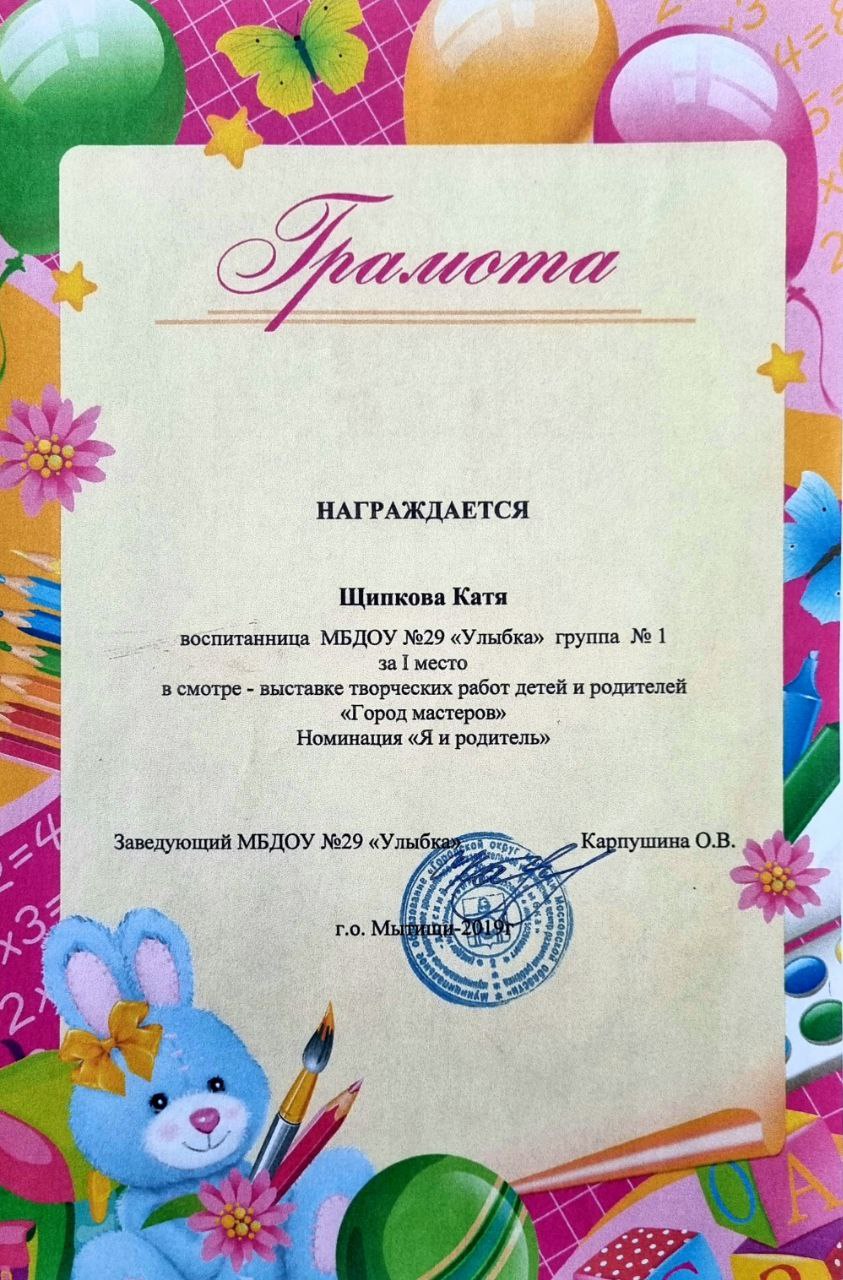 Грамота
НАГРАЖДАЕТСЯ
Щипкова Катя
воспитанница МБДОУ №29 «Улыбка» группа № 1
за I место
в смотре - выставке творческих работ детей и родителей
«Город мастеров»
Номинация «Я и родитель»
Заведующий МБДОУ №29 «Улыбка» Карпушина О.В.
г.о. Мытищи-2019г